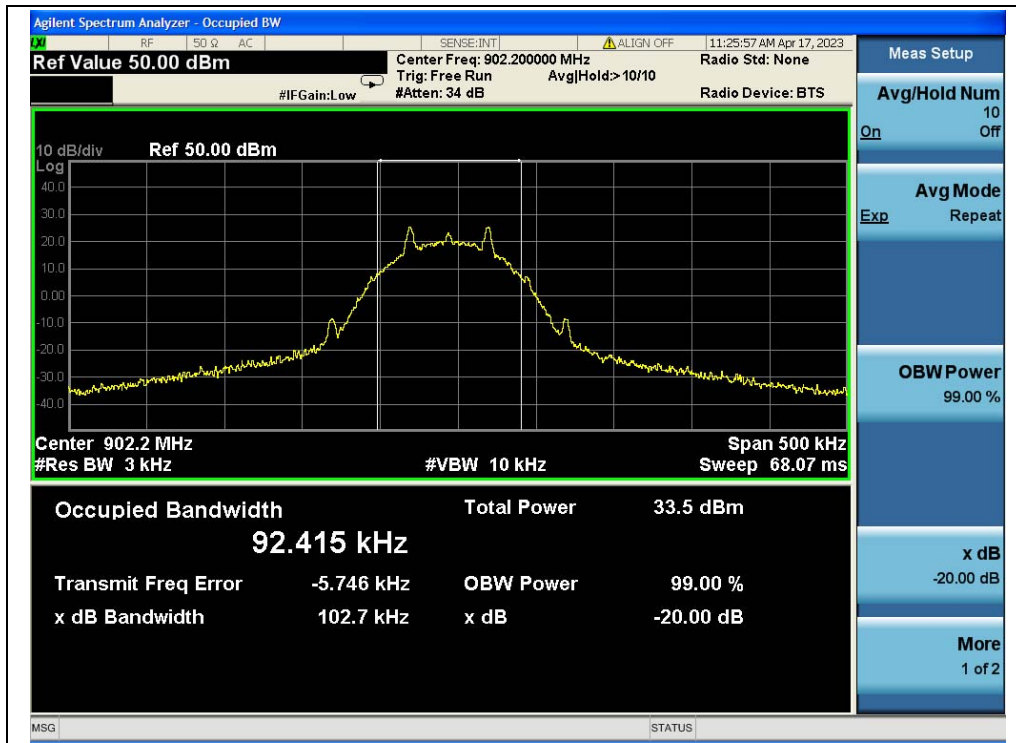 Agilent Spectrum Analyzer - Occupied BW
LXI RF 50 Ω AC SENSE:INT ALIGN OFF 11:25:57 AM Apr 17, 2023
Ref Value 50.00 dBm
Center Freq: 902.200000 MHz
Radio Std: None
Trig: Free Run Avg|Hold:>10/10
#IFGain:Low
#Atten: 34 dB
Radio Device: BTS
10 dB/div Ref 50.00 dBm
Log
40.0
30.0
20.0
10.0
0.00
-10.0
-20.0
-30.0
-40.0
Center 902.2 MHz Span 500 kHz
#Res BW 3 kHz #VBW 10 kHz Sweep 68.07 ms
Occupied Bandwidth Total Power 33.5 dBm
92.415 kHz
Transmit Freq Error -5.746 kHz OBW Power 99.00 %
x dB Bandwidth 102.7 kHz x dB -20.00 dB
Meas Setup
Avg/Hold Num
10
On Off
Avg Mode
Exp Repeat
OBW Power
99.00 %
x dB
-20.00 dB
More
1 of 2
MSG STATUS